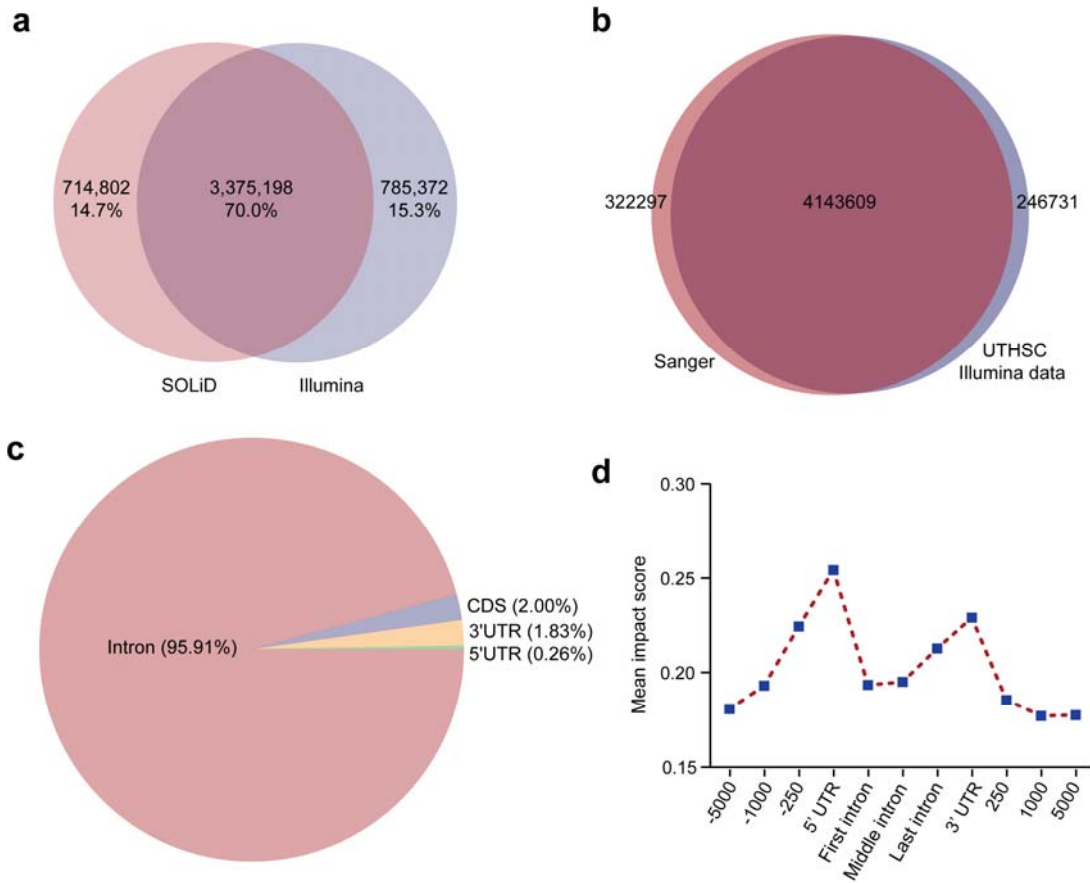 a
714,802
14.7%
3,375,198
70.0%
785,372
15.3%
SOLiD
Illumina
b
322297
4143609
246731
Sanger
UTHSC
Illumina data
c
Intron (95.91%)
CDS (2.00%)
3'UTR (1.83%)
5'UTR (0.26%)
d
Mean impact score
0.30
0.25
0.20
0.15
-5000
-1000
-250
5' UTR
First intron
Middle intron
Last intron
3' UTR
250
1000
5000